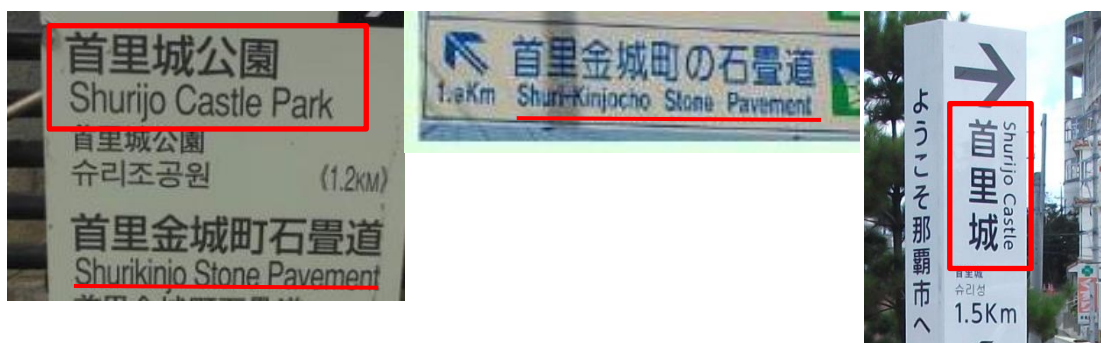 首里城公園
Shurijo Castle Park
首里城公園
슈리조공원 (1.2KM)
首里金城町石畳道
Shurikinjo Stone Pavement
首里金城町の石畳道
Shuri-Kinjocho Stone Pavement
ようこそ那覇市へ
首里城
Shurijo Castle
首里城
슈리성
1.5Km